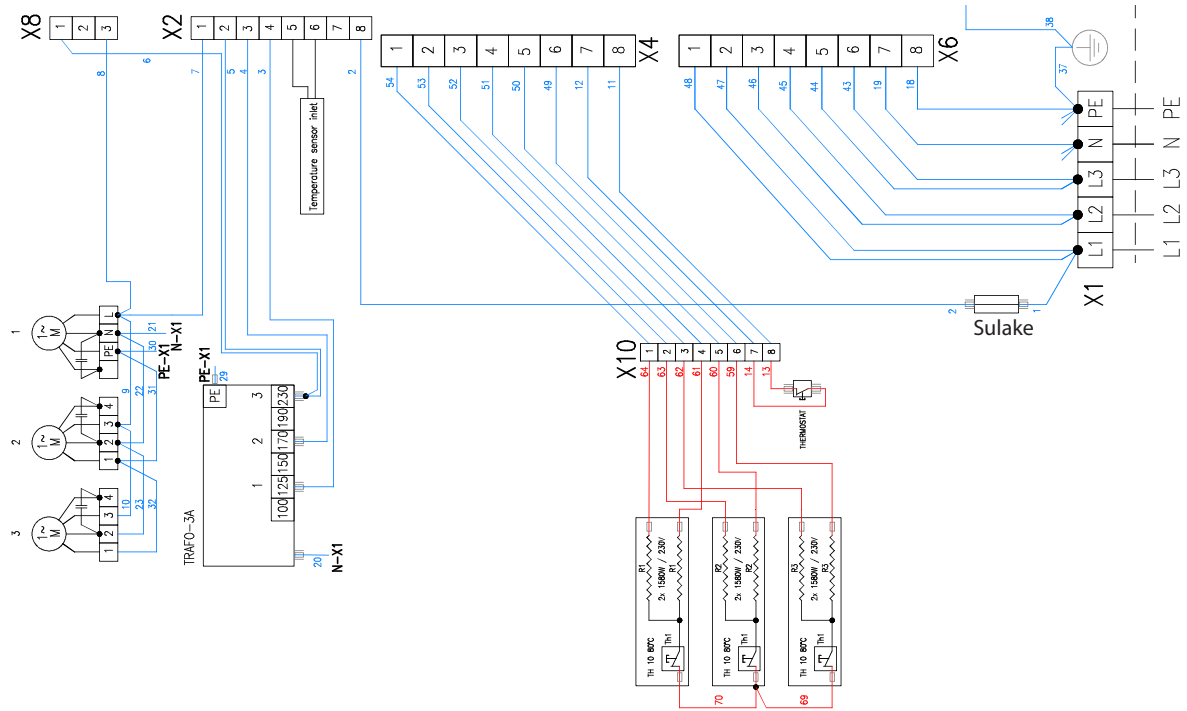 X8
1
2
3
X2
1
2
3
4
5
6
7
8
1
2
3
4
5
6
7
8
X4
1
2
3
4
5
6
7
8
X6
8
6
7
5
4
3
2
54
53
52
51
50
49
12
11
48
47
46
45
44
43
19
18
38
37
Temperature sensor inlet
PE
N
L3
L2
L1
X1
PE
N
L3
L2
L1
2
1
Sulake
1
1~
M
L
N
PE
21
N-X1
30
PE-X1
9
22
31
2
1~
M
4
3
2
1
10
23
32
3
1~
M
4
3
2
1
PE-X1
29
PE
3
2
1
230
190
170
150
125
100
TRAFO-3A
20
N-X1
X10
1
2
3
4
5
6
7
8
64
63
62
61
60
59
14
13
THERMOSTAT
R1
R1
2x 1580W / 230V
TH 10 80°C
Th1
R2
R2
2x 1580W / 230V
TH 10 80°C
Th1
R3
R3
2x 1580W / 230V
TH 10 80°C
Th1
70
69